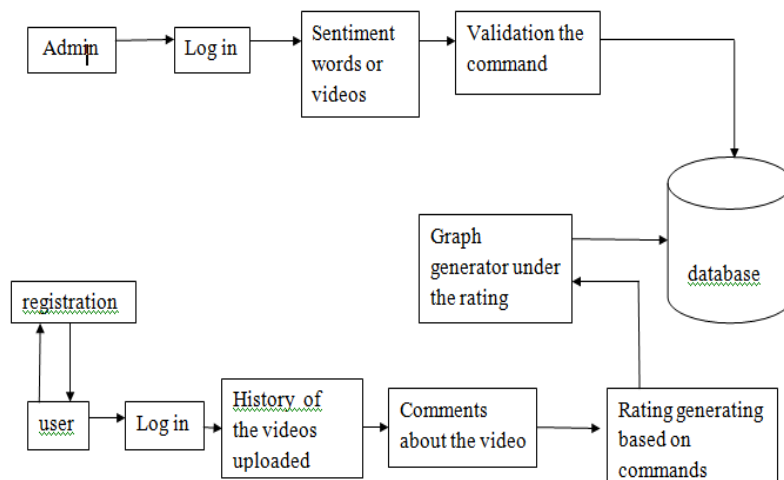 Admin
Log in
Sentiment
words or
videos
Validation the
command
Graph
generator under
the rating
database
registration
user
Log in
History of
the videos
uploaded
Comments
about the video
Rating generating
based on
commands